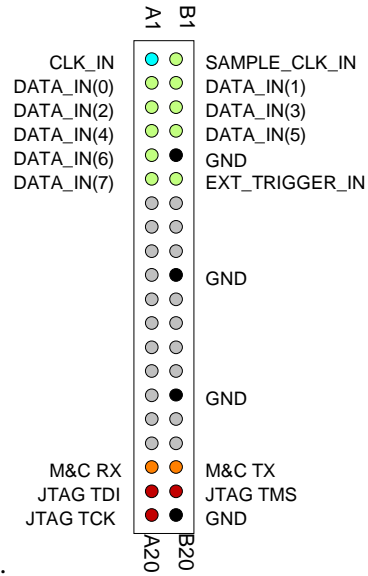 A1 B1
CLK_IN SAMPLE_CLK_IN
DATA_IN(0) DATA_IN(1)
DATA_IN(2) DATA_IN(3)
DATA_IN(4) DATA_IN(5)
DATA_IN(6) GND
DATA_IN(7) EXT_TRIGGER_IN
GND
GND
M&C RX M&C TX
JTAG TDI JTAG TMS
JTAG TCK GND
A20 B20
.